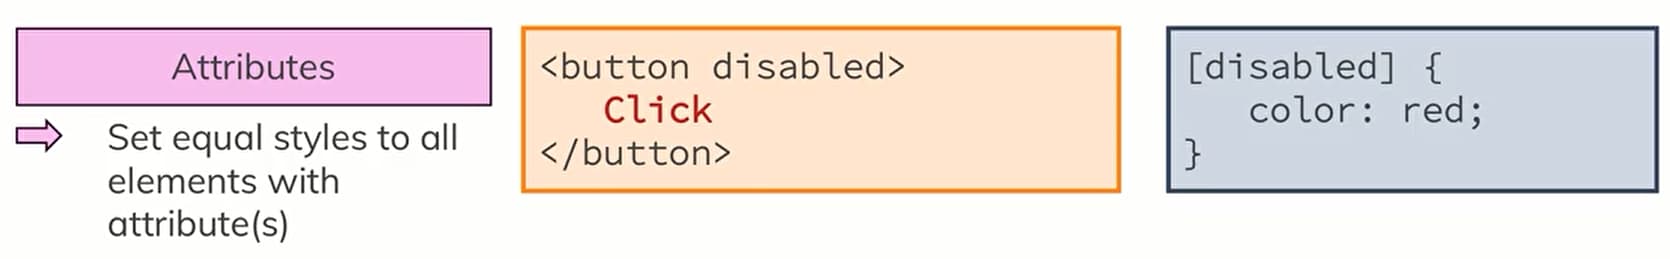 Attributes
Set equal styles to all
elements with
attribute(s)
<button disabled>
Click
</button>
[disabled] {
color: red;
}